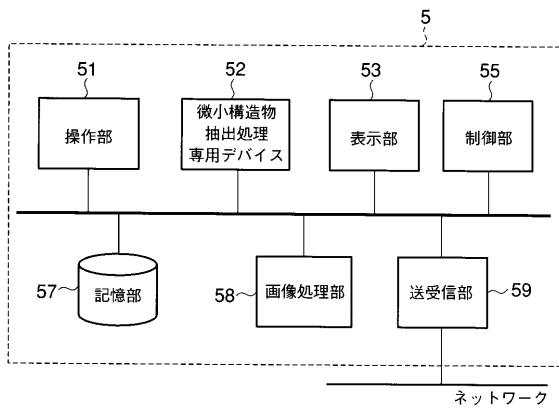 5
51
52
53
55
操作部
微小構造物
抽出処理
専用デバイス
表示部
制御部
57
記憶部
58
画像処理部
送受信部
59
ネットワーク